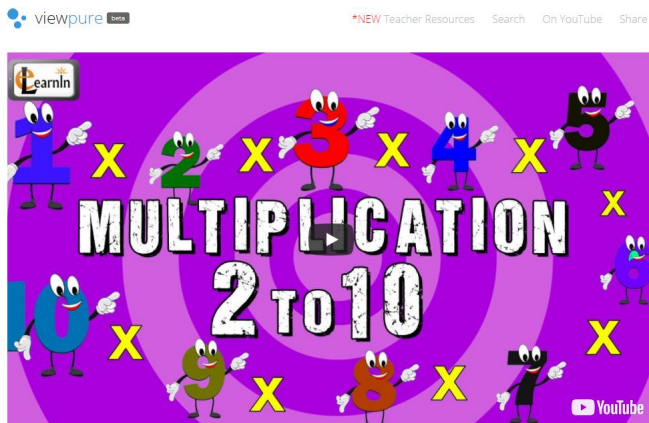 viewpure beta
*NEW Teacher Resources Search On YouTube Share
eLearnIn
1 x 2 x 3 x 4 x 5
x
MULTIPLICATION
6
2 TO 10
10 x 9 x 8 x 7 x
YouTube